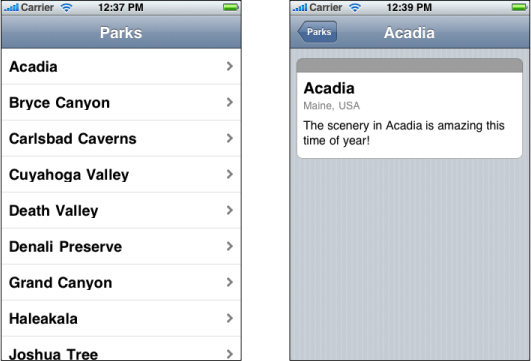 Carrier 12:37 PM
Parks
Acadia
Bryce Canyon
Carlsbad Caverns
Cuyahoga Valley
Death Valley
Denali Preserve
Grand Canyon
Haleakala
Joshua Tree
Carrier 12:39 PM
Parks Acadia
Acadia
Maine, USA
The scenery in Acadia is amazing this
time of year!